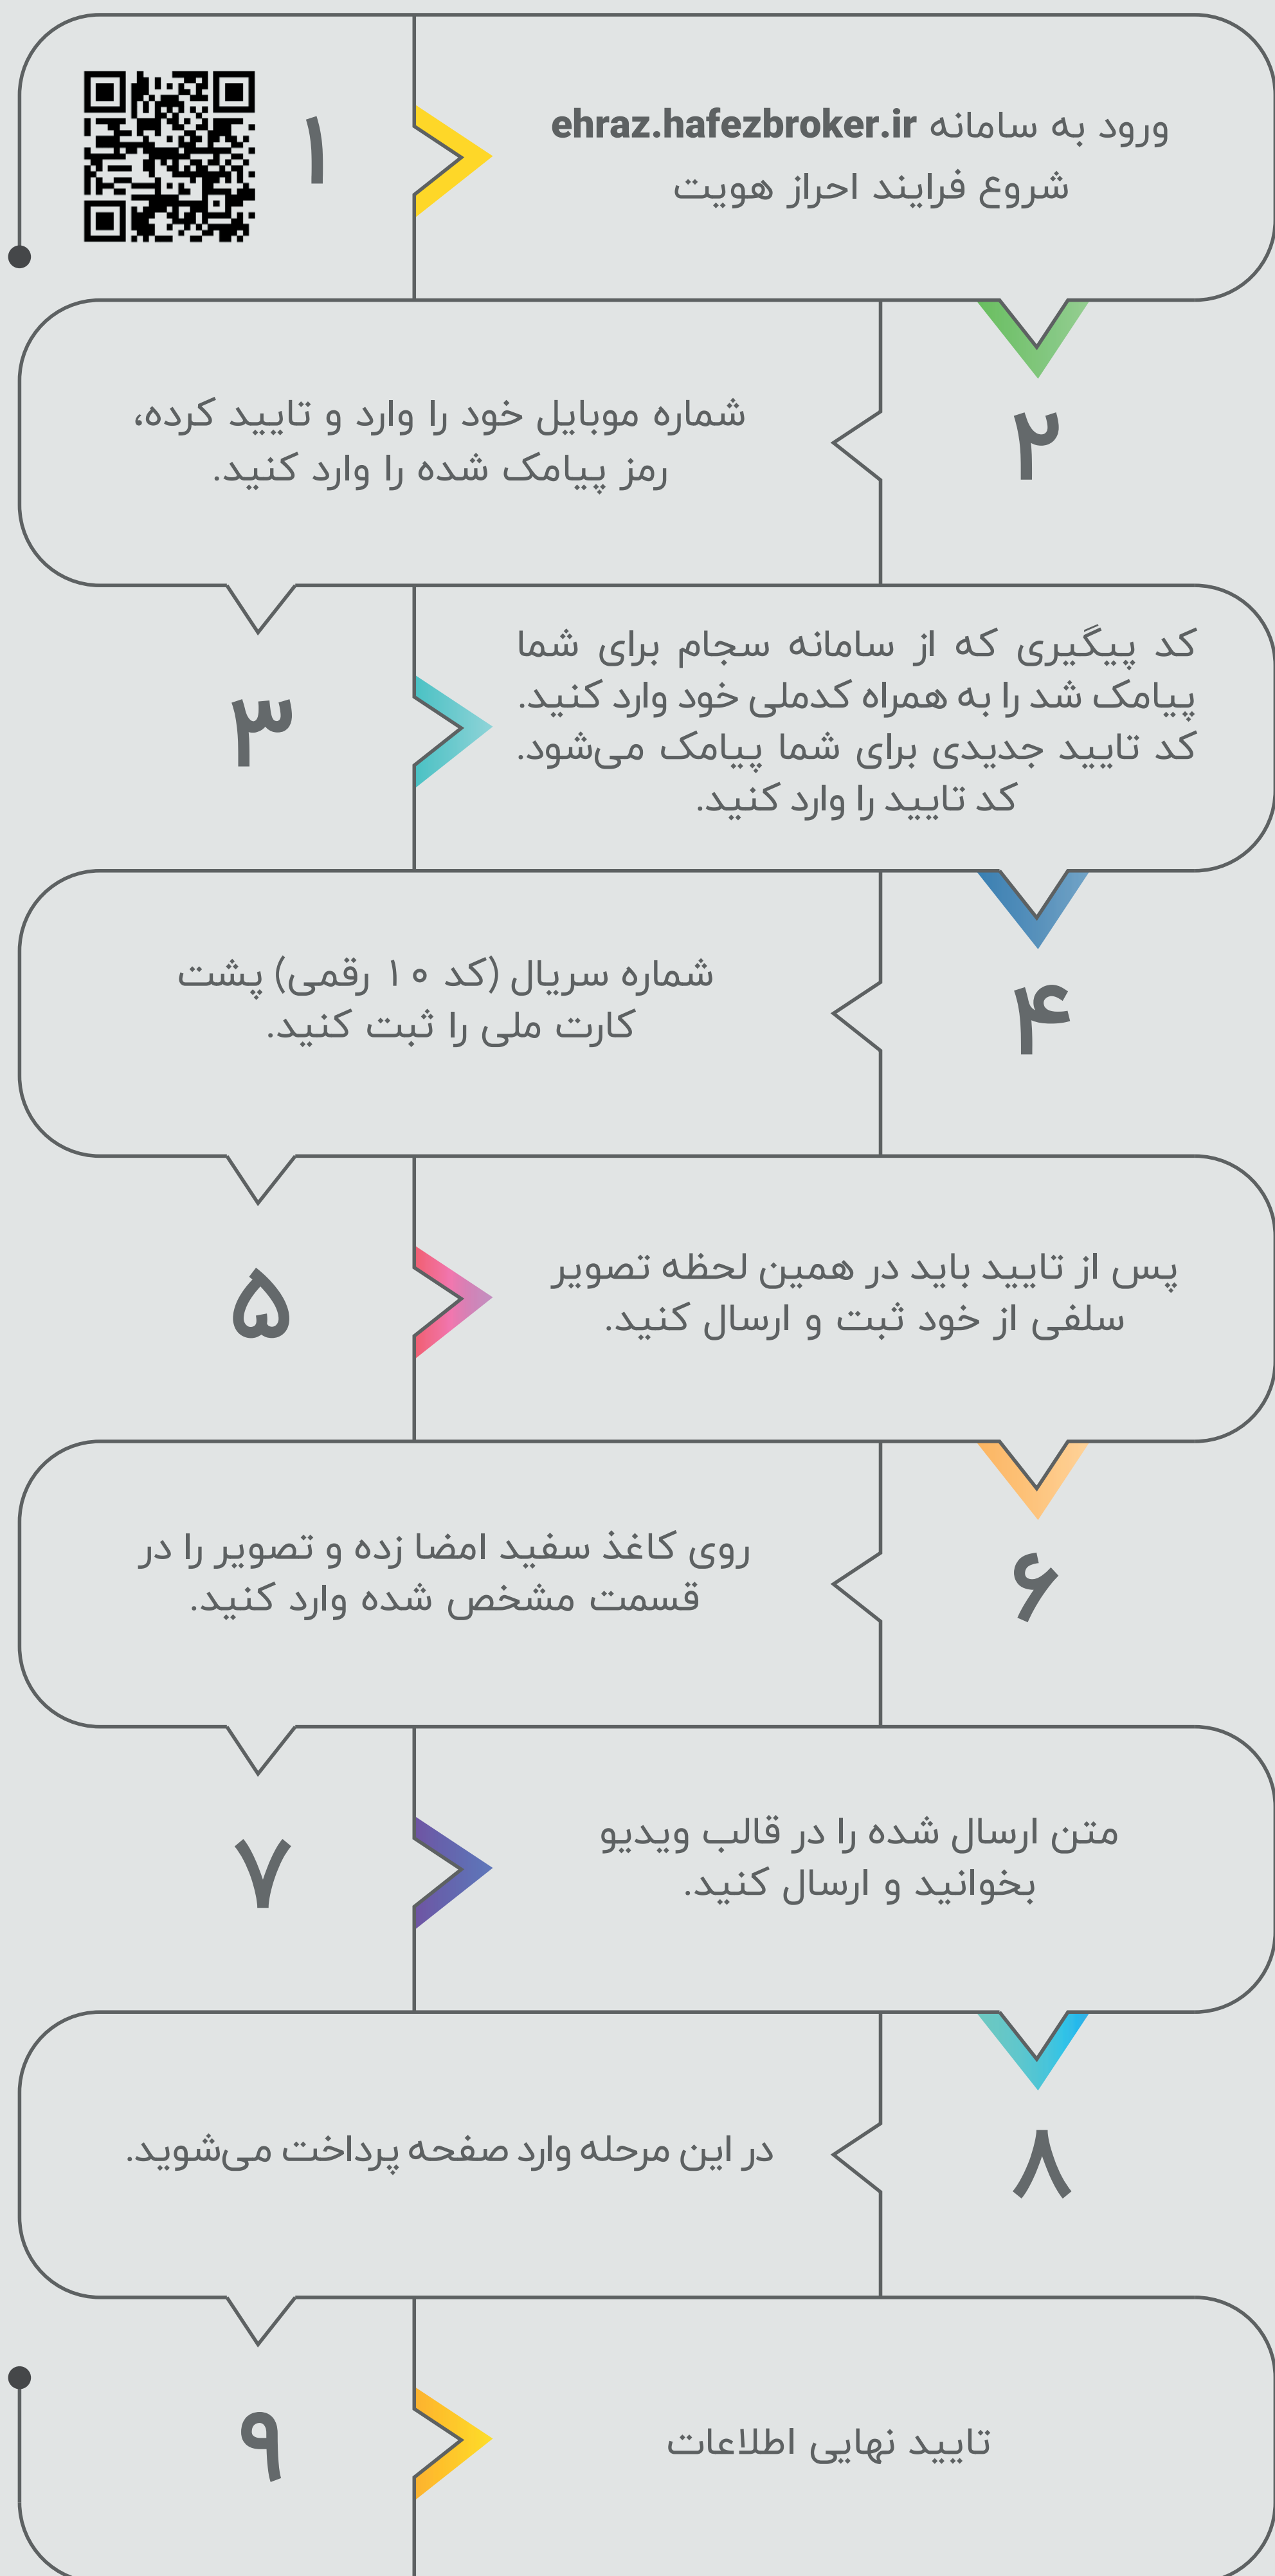 ۱
ورود به سامانه ehraz.hafezbroker.ir
شروع فرایند احراز هویت
۲
شماره موبایل خود را وارد و تایید کرده،
رمز پیامک شده را وارد کنید.
۳
کد پیگیری که از سامانه سجام برای شما
پیامک شد را به همراه کدملی خود وارد کنید.
کد تایید جدیدی برای شما پیامک می‌شود.
کد تایید را وارد کنید.
۴
شماره سریال (کد ۱۰ رقمی) پشت
کارت ملی را ثبت کنید.
۵
پس از تایید باید در همین لحظه تصویر
سلفی از خود ثبت و ارسال کنید.
۶
روی کاغذ سفید امضا زده و تصویر را در
قسمت مشخص شده وارد کنید.
۷
متن ارسال شده را در قالب ویدیو
بخوانید و ارسال کنید.
۸
در این مرحله وارد صفحه پرداخت می‌شوید.
۹
تایید نهایی اطلاعات